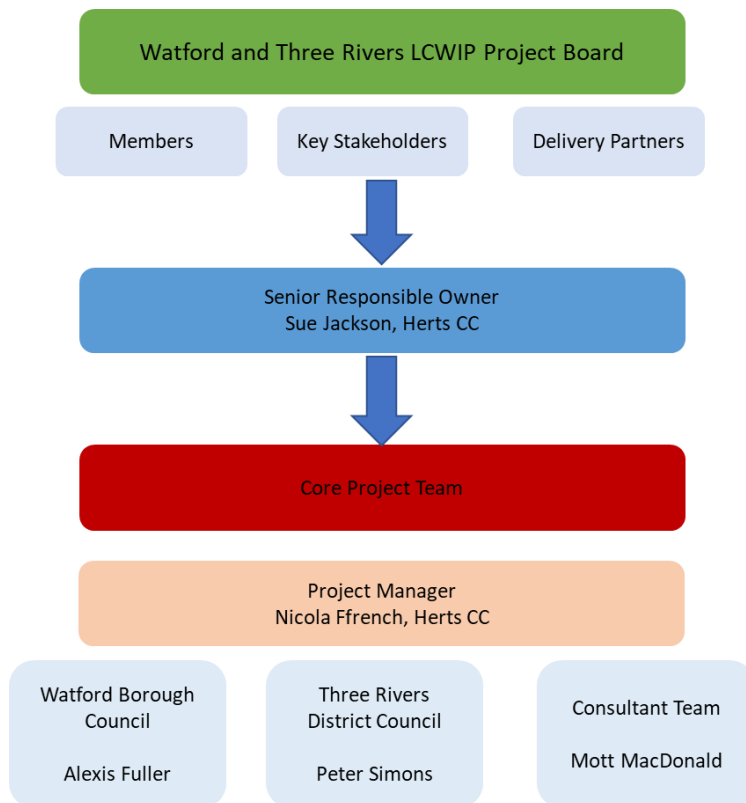 Watford and Three Rivers LCWIP Project Board
Members
Key Stakeholders
Delivery Partners
Senior Responsible Owner
Sue Jackson, Herts CC
Core Project Team
Project Manager
Nicola Ffrench, Herts CC
Watford Borough
Council
Alexis Fuller
Three Rivers
District Council
Peter Simons
Consultant Team
Mott MacDonald